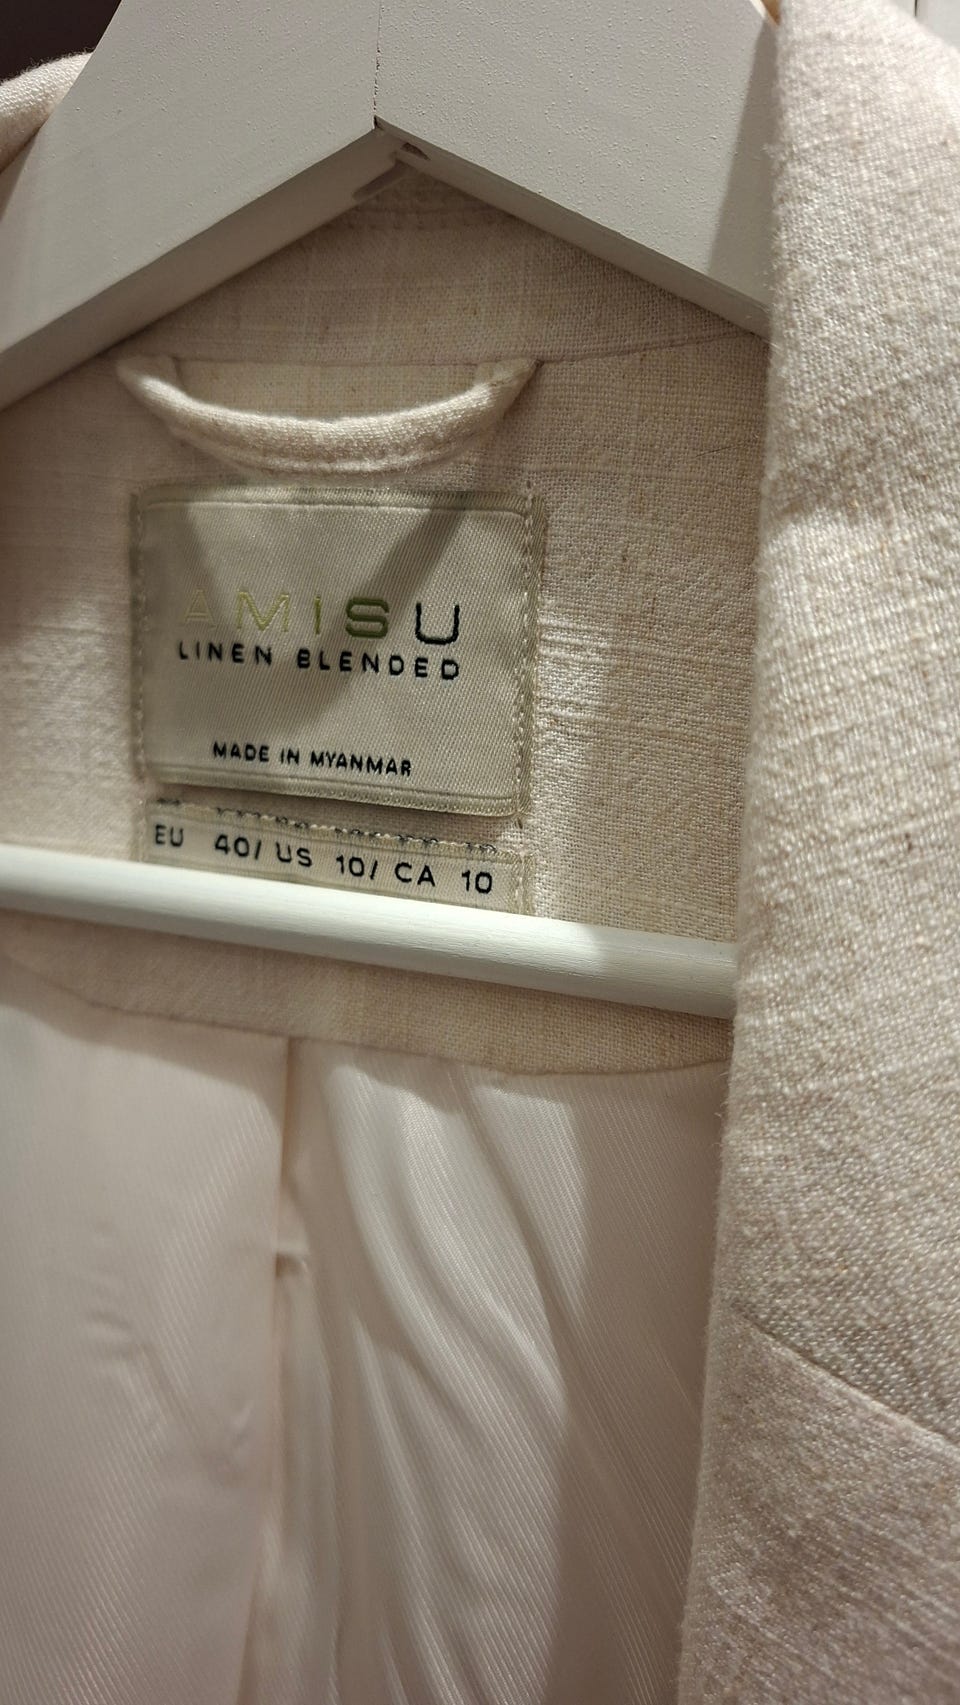 AMISU
LINEN BLENDED
MADE IN MYANMAR
EU 40/ US 10/ CA 10